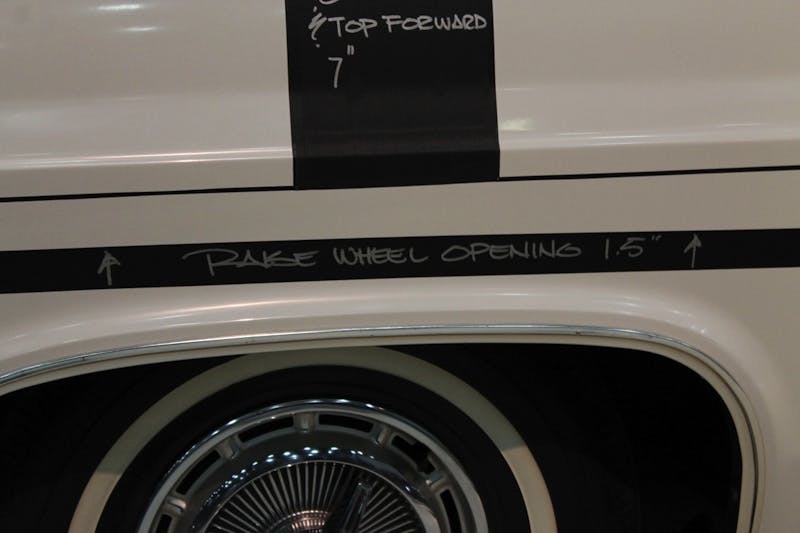 & TOP FORWARD
7"
↑ RAISE WHEEL OPENING 1.5" ↑